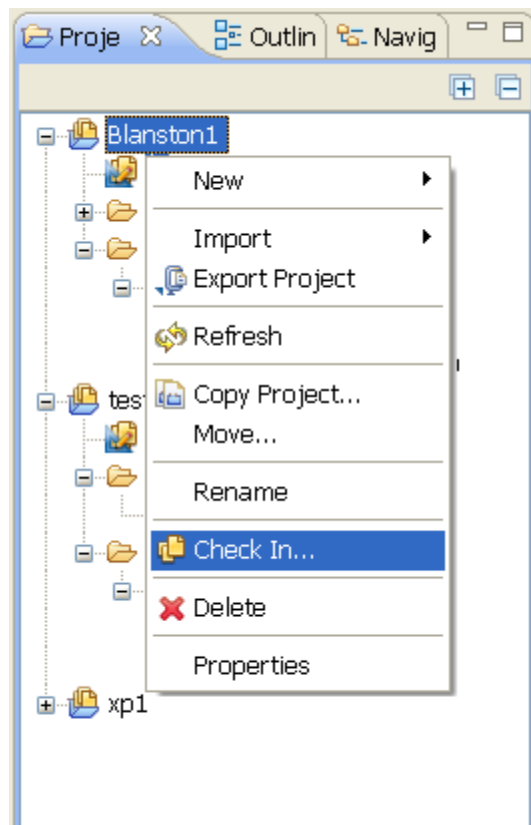 Proje Outlin Navig
Blanston1
New
Import
Export Project
Refresh
Copy Project...
tes
Move...
Rename
Check In...
Delete
Properties
xp1